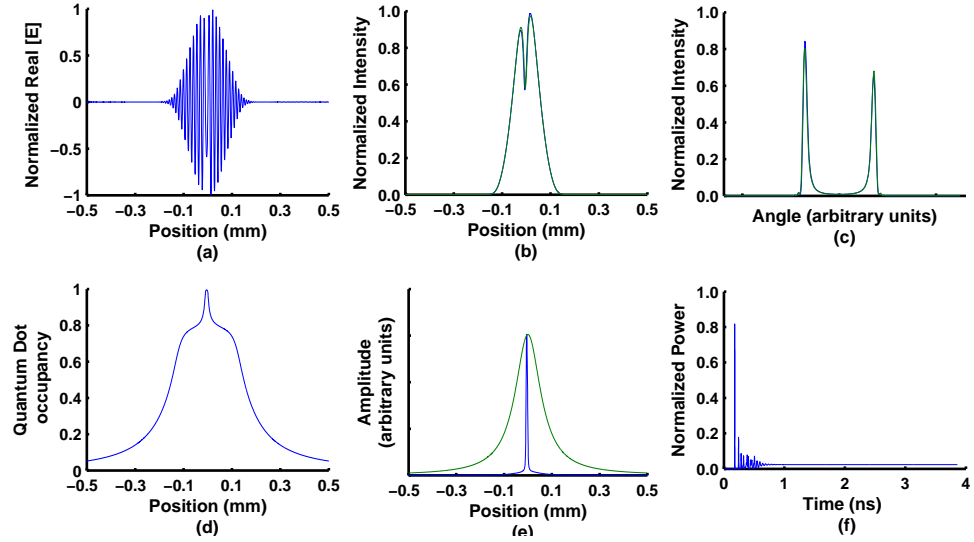 Normalized Real [E]
1
0.5
0
−0.5
−1
−0.5 −0.3 −0.1 0.1 0.3 0.5
Position (mm)
(a)
Normalized Intensity
1.0
0.8
0.6
0.4
0.2
0.0
−0.5 −0.3 −0.1 0.1 0.3 0.5
Position (mm)
(b)
Normalized Intensity
1.0
0.8
0.6
0.4
0.2
0.0
Angle (arbitrary units)
(c)
Quantum Dot
occupancy
1
0.8
0.6
0.4
0.2
0
−0.5 −0.3 −0.1 0.1 0.3 0.5
Position (mm)
(d)
Amplitude
(arbitrary units)
−0.5 −0.3 −0.1 0.1 0.3 0.5
Position (mm)
(e)
Normalized Power
1.0
0.8
0.6
0.4
0.2
0.0
0 1 2 3 4
Time (ns)
(f)